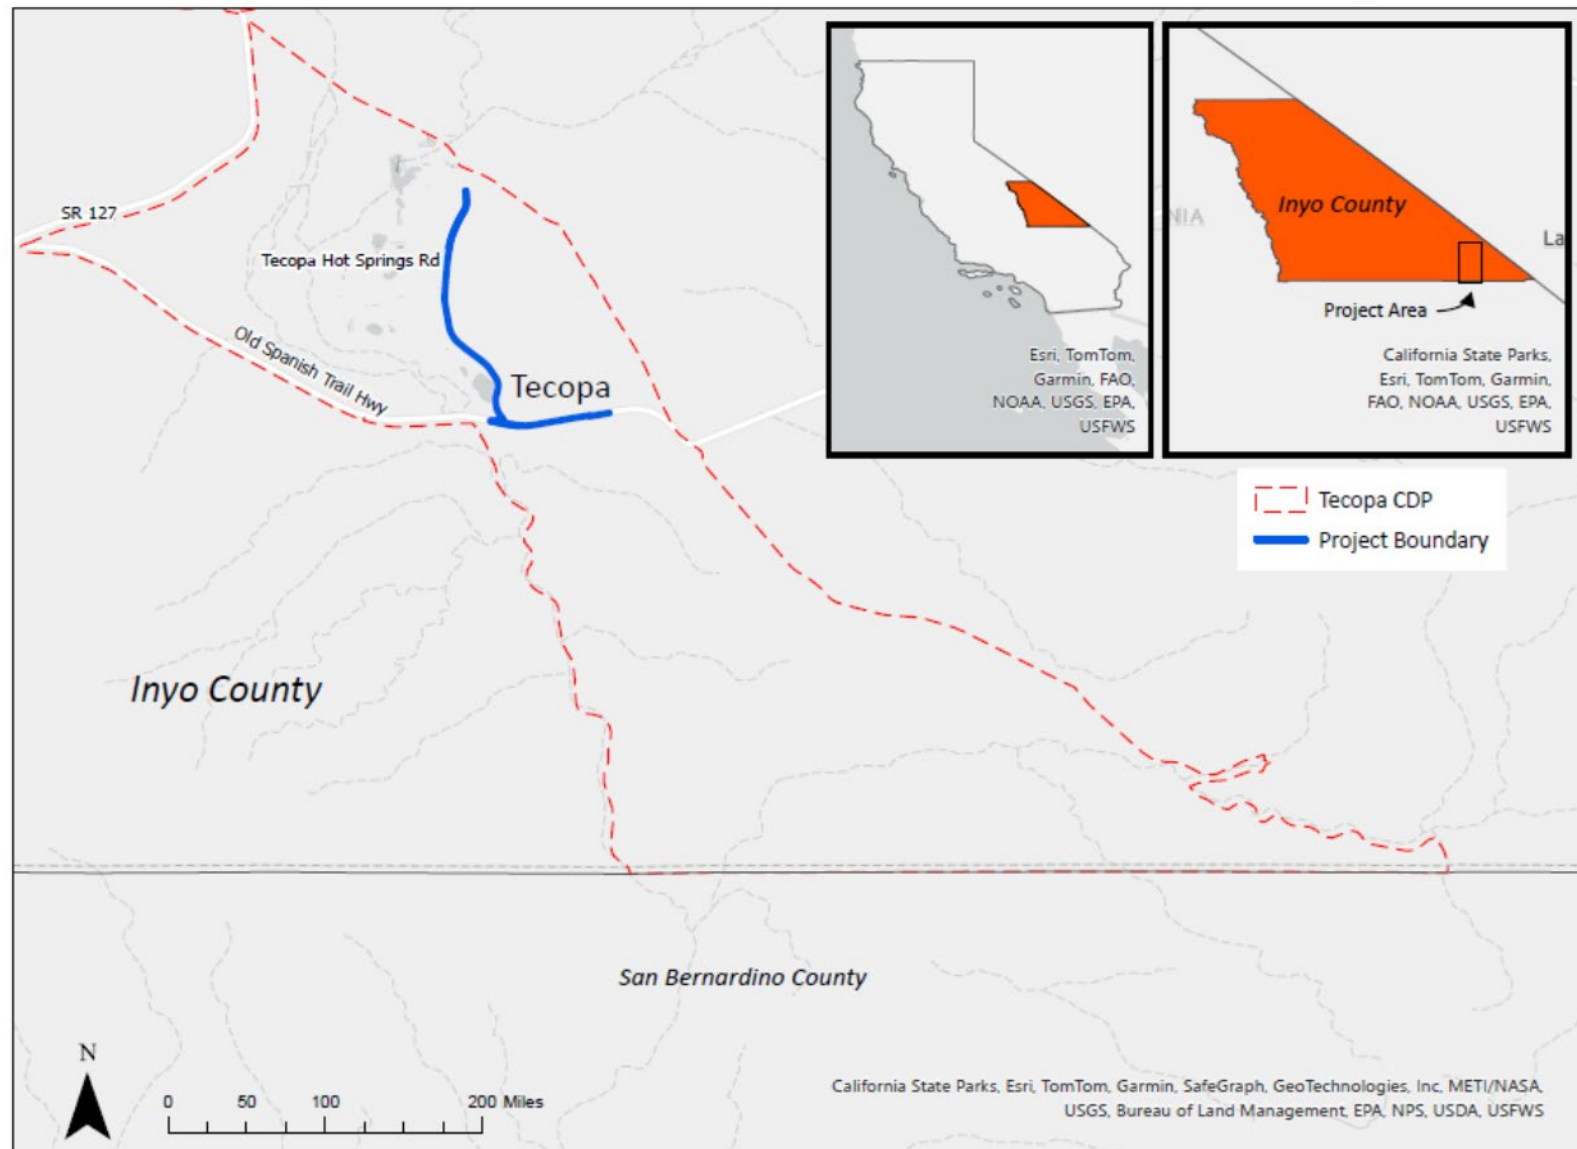 SR 127
Tecopa Hot Springs Rd
Old Spanish Trail Hwy
Tecopa
Inyo County
San Bernardino County
N
0 50 100 200 Miles
California State Parks, Esri, TomTom, Garmin, SafeGraph, GeoTechnologies, Inc, METI/NASA,
USGS, Bureau of Land Management, EPA, NPS, USDA, USFWS
Esri, TomTom,
Garmin, FAO,
NOAA, USGS, EPA,
USFWS
Inyo County
NIA
La
Project Area
California State Parks,
Esri, TomTom, Garmin,
FAO, NOAA, USGS, EPA,
USFWS
Tecopa CDP
Project Boundary